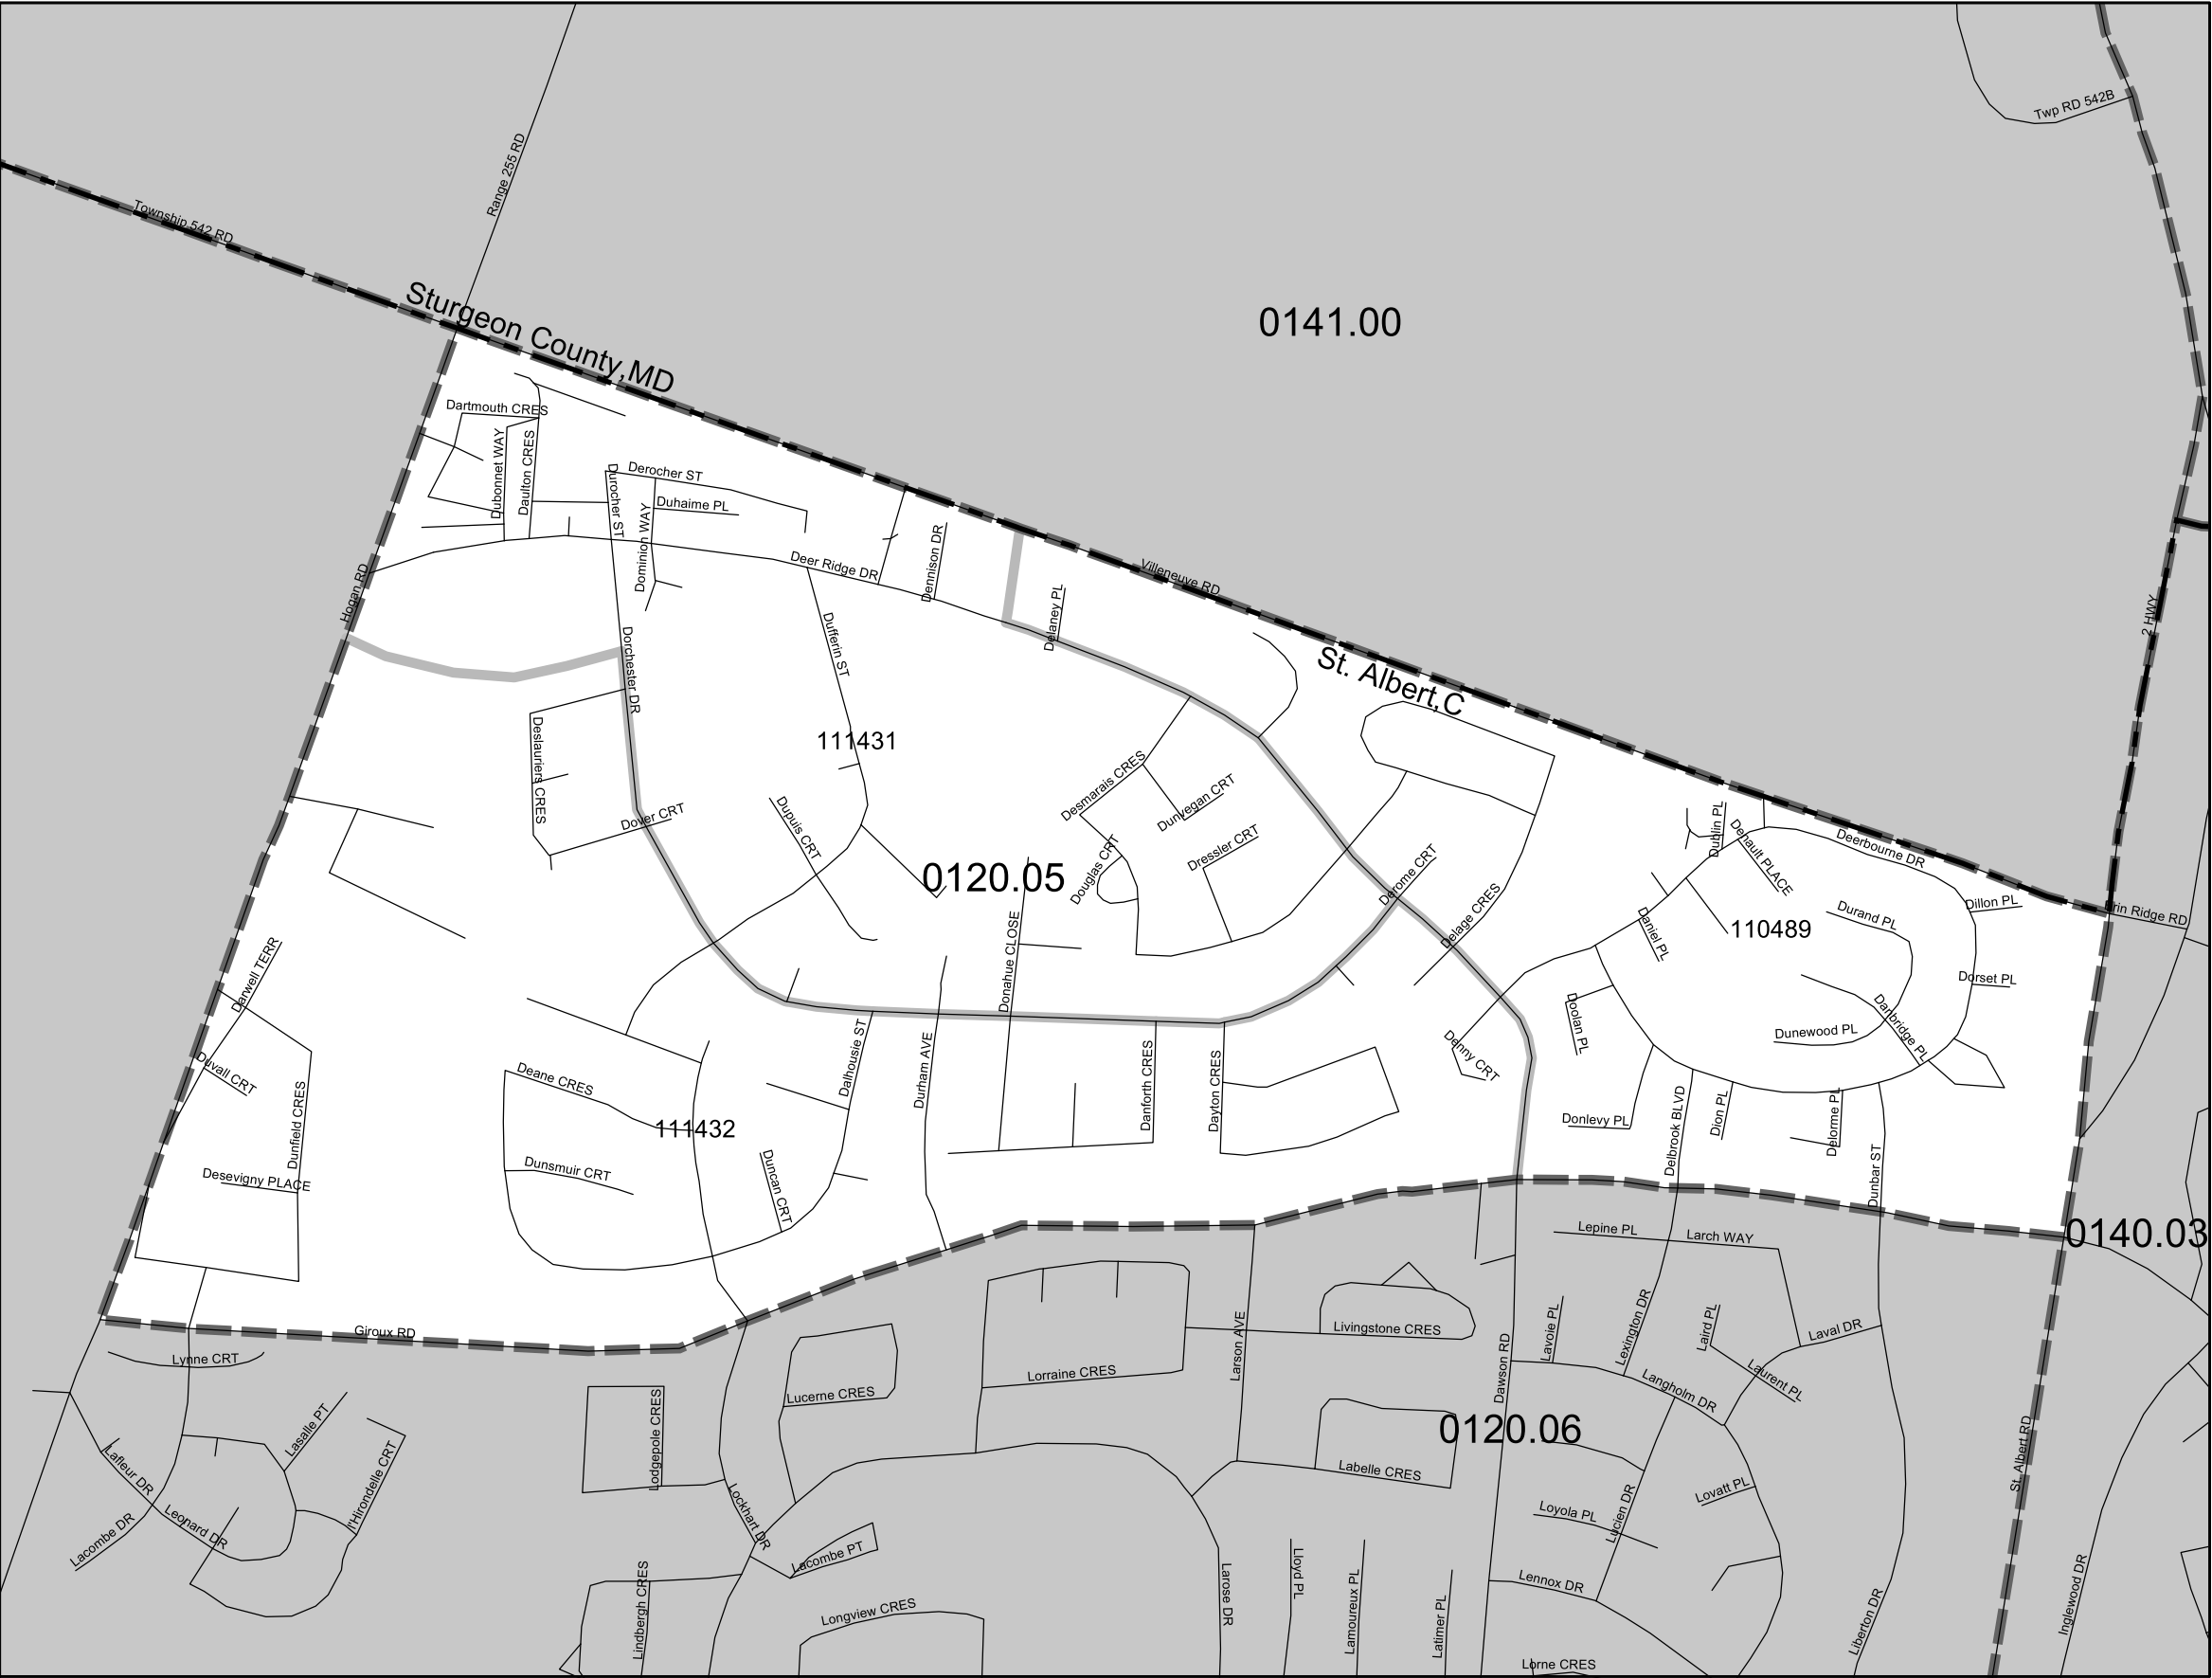 Twp RD 542B
Range 255 RD
Township 542 RD
Sturgeon County,MD
0141.00
Dartmouth CRES
Dubonnet WAY
Daulton CRES
Durocher ST
Derocher ST
Duhaime PL
Dominion WAY
Deer Ridge DR
Dennison DR
Villeneuve RD
Hogan RD
Delaney PL
2 HWY
Dorchester DR
Dufferin ST
St. Albert,C
111431
Deslauriers CRES
Dover CRT
Dupuis CRT
Desmarais CRES
Dunvegan CRT
Dressler CRT
Douglas CRT
0120.05
Derome CRT
Delage CRES
Dublin PL
Denault PLACE
Deerbourne DR
Durand PL
Dillon PL
Erin Ridge RD
110489
Daniel PL
Donahue CLOSE
Darwell TERR
Dorset PL
Danbridge PL
Dunewood PL
Doolan PL
Denny CRT
Duvall CRT
Dunfield CRES
Deane CRES
111432
Dalhousie ST
Durham AVE
Danforth CRES
Dayton CRES
Donlevy PL
Delbrook BLVD
Dion PL
Delorme PL
Dunbar ST
Desevigny PLACE
Dunsmuir CRT
Duncan CRT
0140.03
Lepine PL
Larch WAY
Giroux RD
Lynne CRT
Larson AVE
Livingstone CRES
Lorraine CRES
Lucerne CRES
Dawson RD
Lavoie PL
Lexington DR
Laird PL
Laval DR
Laurent PL
Langholm DR
0120.06
Lasalle PT
l'Hirondelle CRT
Lafleur DR
Leonard DR
Lacombe DR
Lodgepole CRES
Lockhart DR
Lacombe PT
Labelle CRES
Lovatt PL
Loyola PL
Lucien DR
St. Albert RD
Lindbergh CRES
Longview CRES
Larose DR
Lloyd PL
Lamoureux PL
Latimer PL
Lennox DR
Lorne CRES
Liberton DR
Inglewood DR